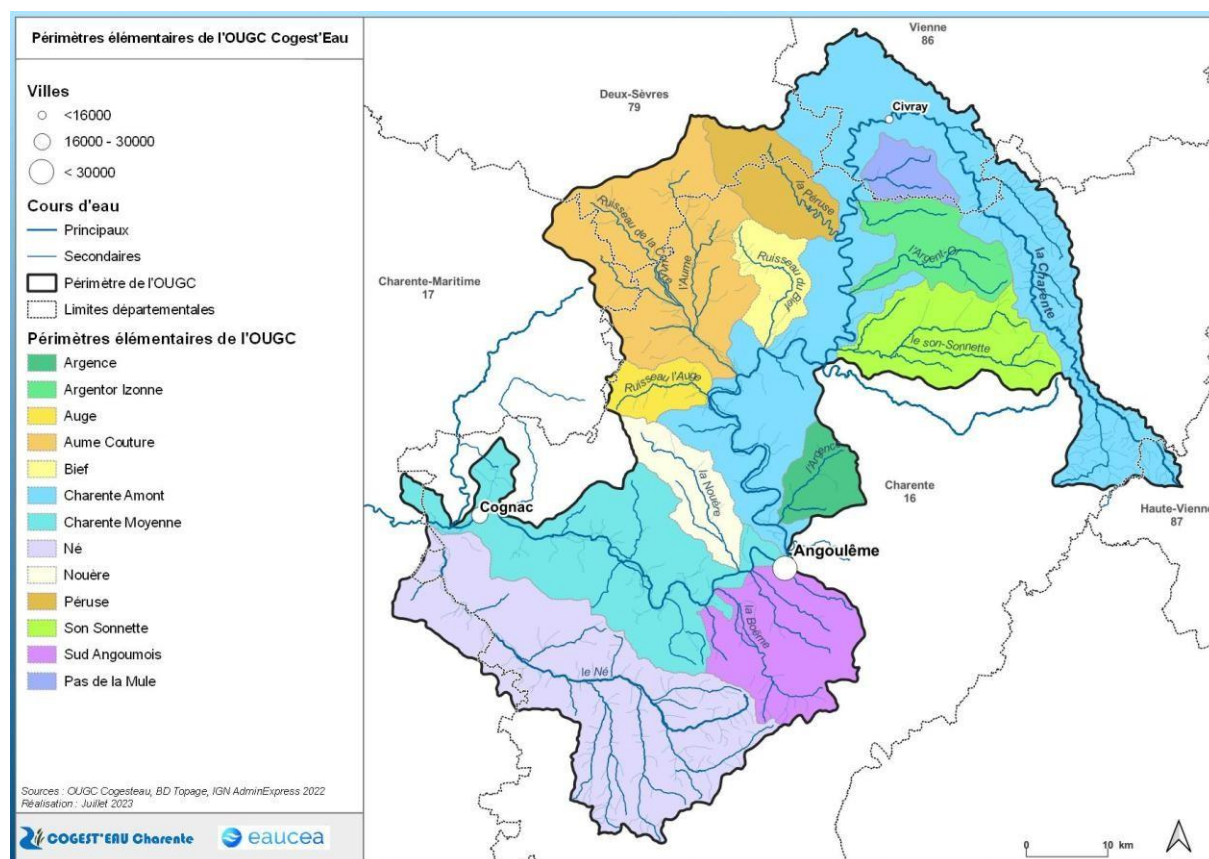 Périmètres élémentaires de l'OUGC Cogest'Eau
Villes
<16000
16000 - 30000
< 30000
Cours d'eau
Principaux
Secondaires
Périmètre de l'OUGC
Limites départementales
Périmètres élémentaires de l'OUGC
Argence
Argentor Izonne
Auge
Aume Couture
Bief
Charente Amont
Charente Moyenne
Né
Nouère
Péruse
Son Sonnette
Sud Angoumois
Pas de la Mule
Sources : OUGC Cogesteau, BD Topage, IGN AdminExpress 2022
Réalisation : Juillet 2023
COGEST'EAU Charente
eaucea
Vienne
86
Deux-Sèvres
79
Civray
la Péruse
Ruisseau de la
l'Aume
Ruisseau du Bief
l'Argent-Or
la Charente
Charente-Maritime
17
le son-Sonnette
Ruisseau l'Auge
l'Argence
la Nouère
Charente
16
Haute-Vienne
87
Cognac
Angoulême
la Boëme
le Né
0 10 km